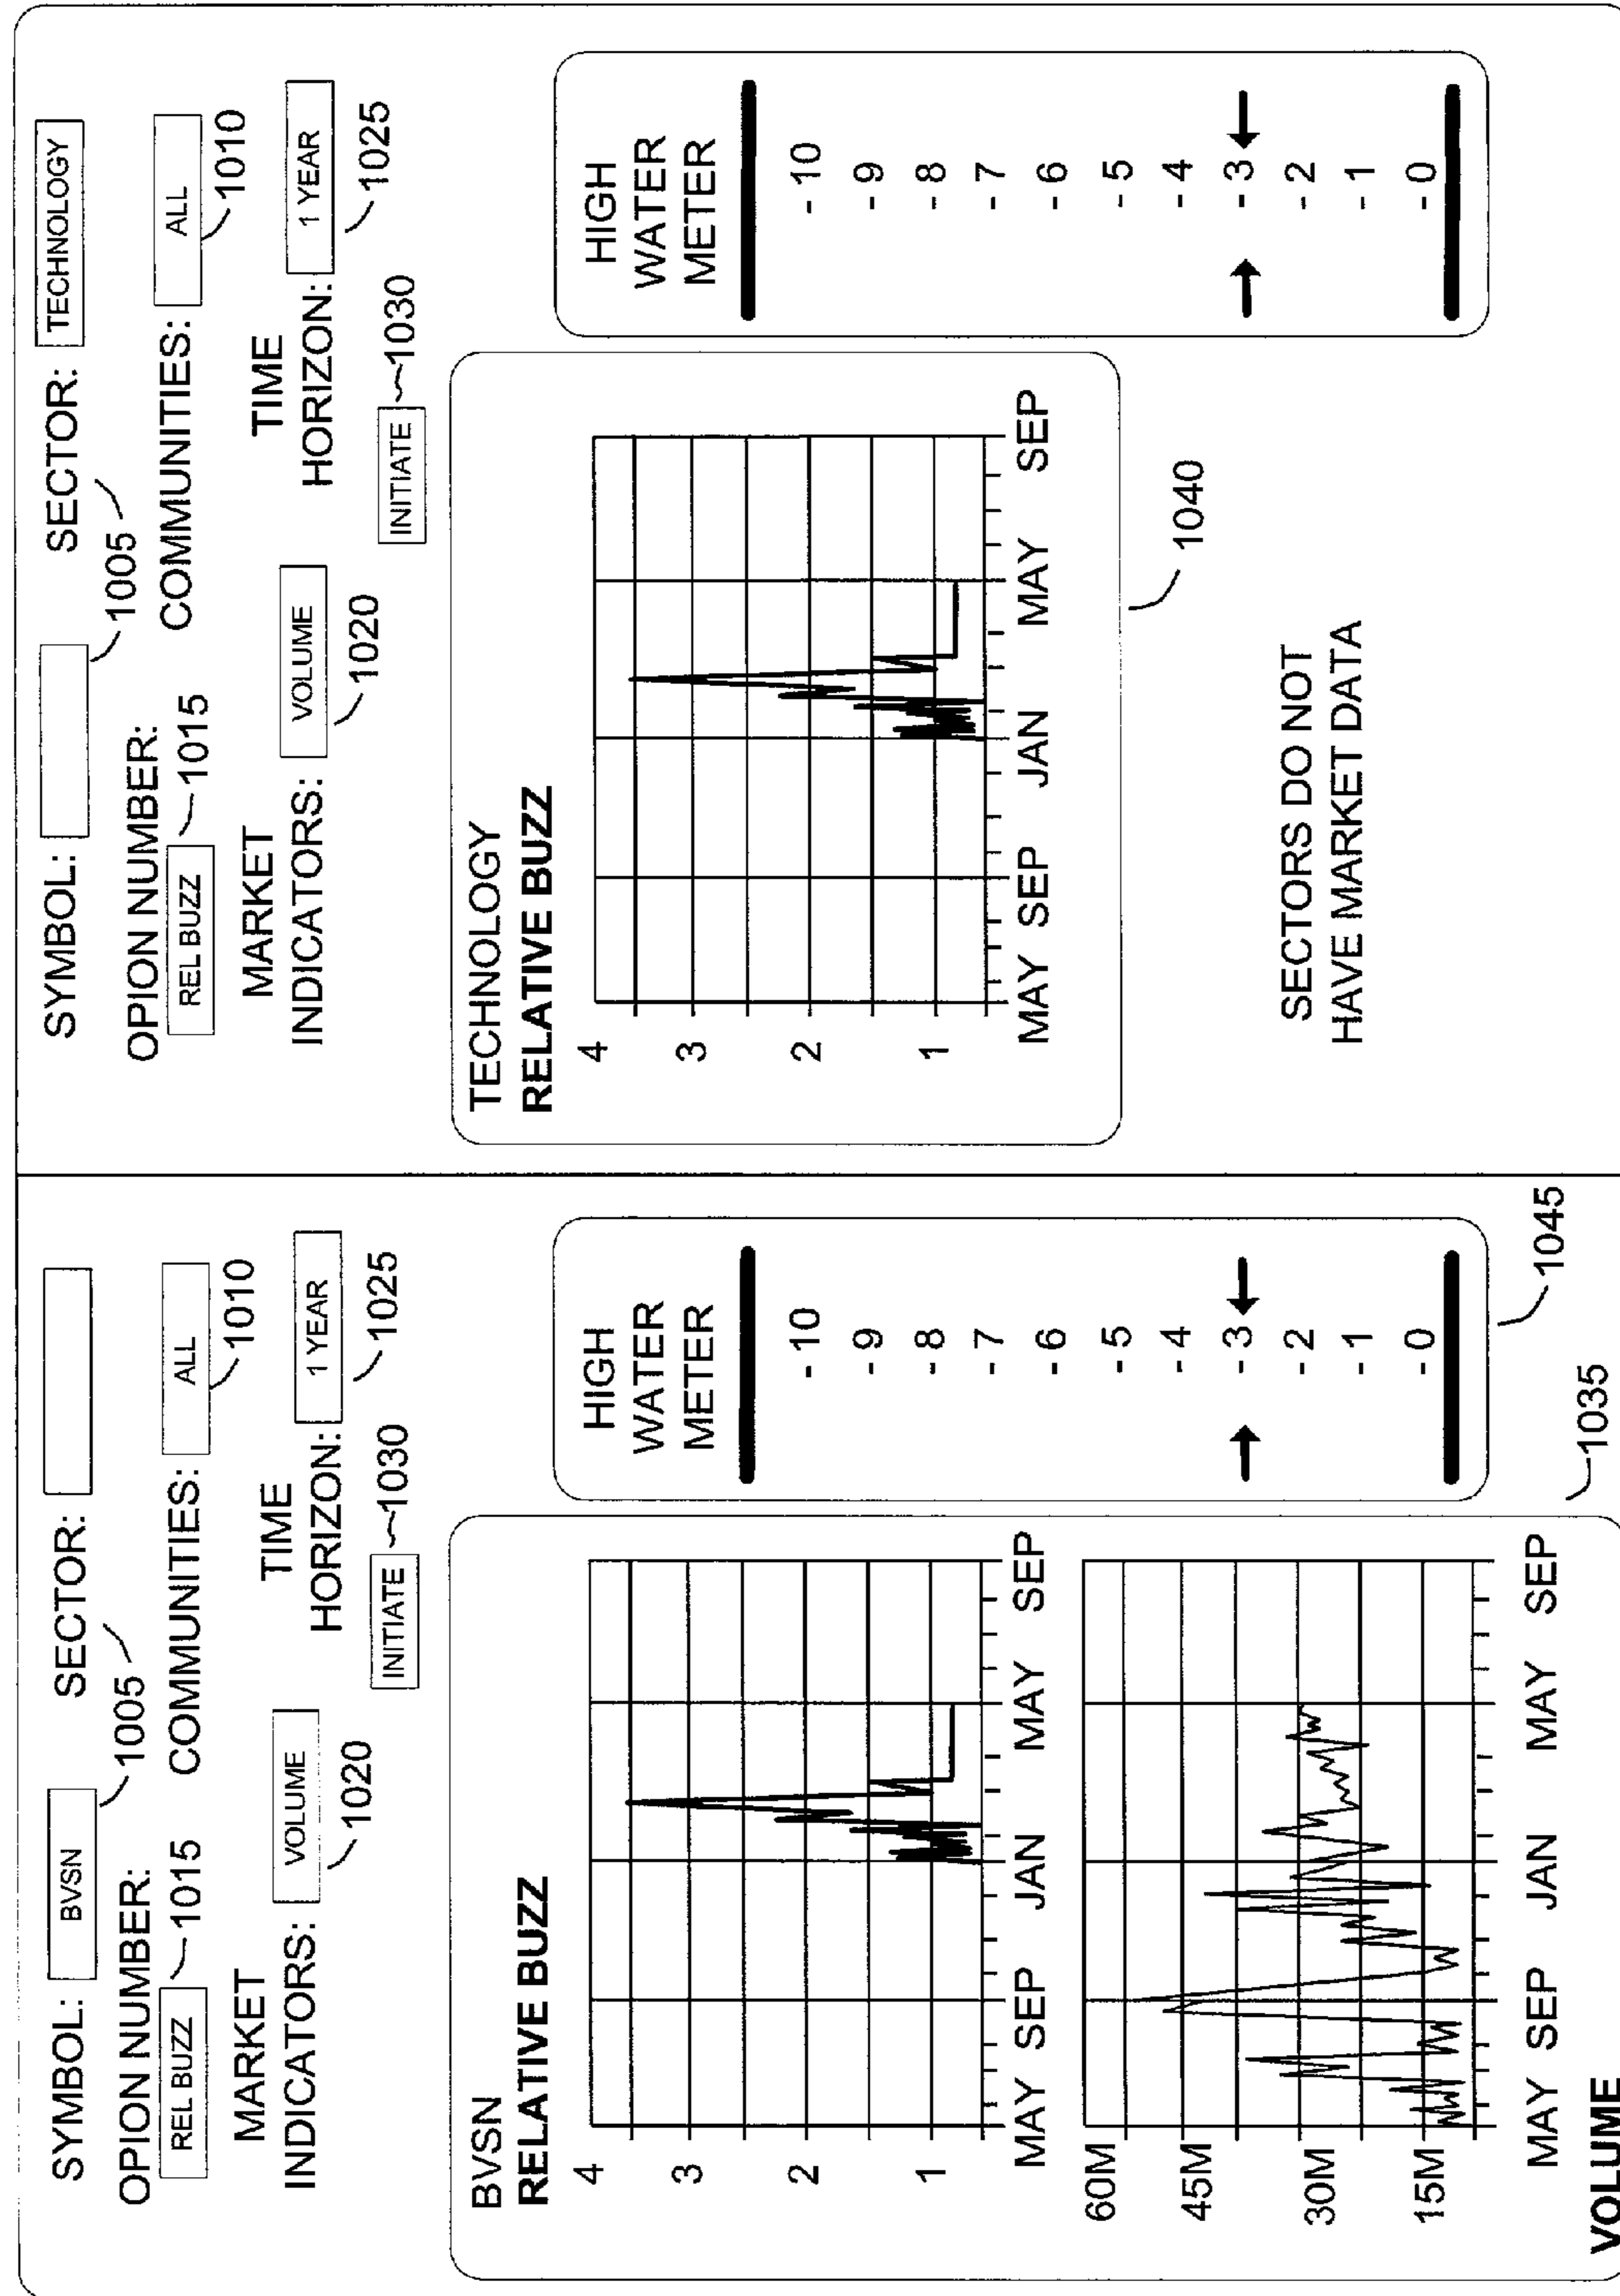 SYMBOL: BVSN SECTOR:
1005
OPION NUMBER: COMMUNITIES: ALL
REL BUZZ 1015 1010
MARKET TIME
INDICATORS: VOLUME HORIZON: 1 YEAR
1020 INITIATE 1030 1025
BVSN
RELATIVE BUZZ
4
3
2
1
MAY SEP JAN MAY SEP
60M
45M
30M
15M
MAY SEP JAN MAY SEP
VOLUME
HIGH
WATER
METER
- 10
- 9
- 8
- 7
- 6
- 5
- 4
- 3
- 2
- 1
- 0
1045
1035
SYMBOL: SECTOR: TECHNOLOGY
1005
OPION NUMBER: COMMUNITIES: ALL
REL BUZZ 1015 1010
MARKET TIME
INDICATORS: VOLUME HORIZON: 1 YEAR
1020 INITIATE 1030 1025
TECHNOLOGY
RELATIVE BUZZ
4
3
2
1
MAY SEP JAN MAY SEP
1040
SECTORS DO NOT
HAVE MARKET DATA
HIGH
WATER
METER
- 10
- 9
- 8
- 7
- 6
- 5
- 4
- 3
- 2
- 1
- 0